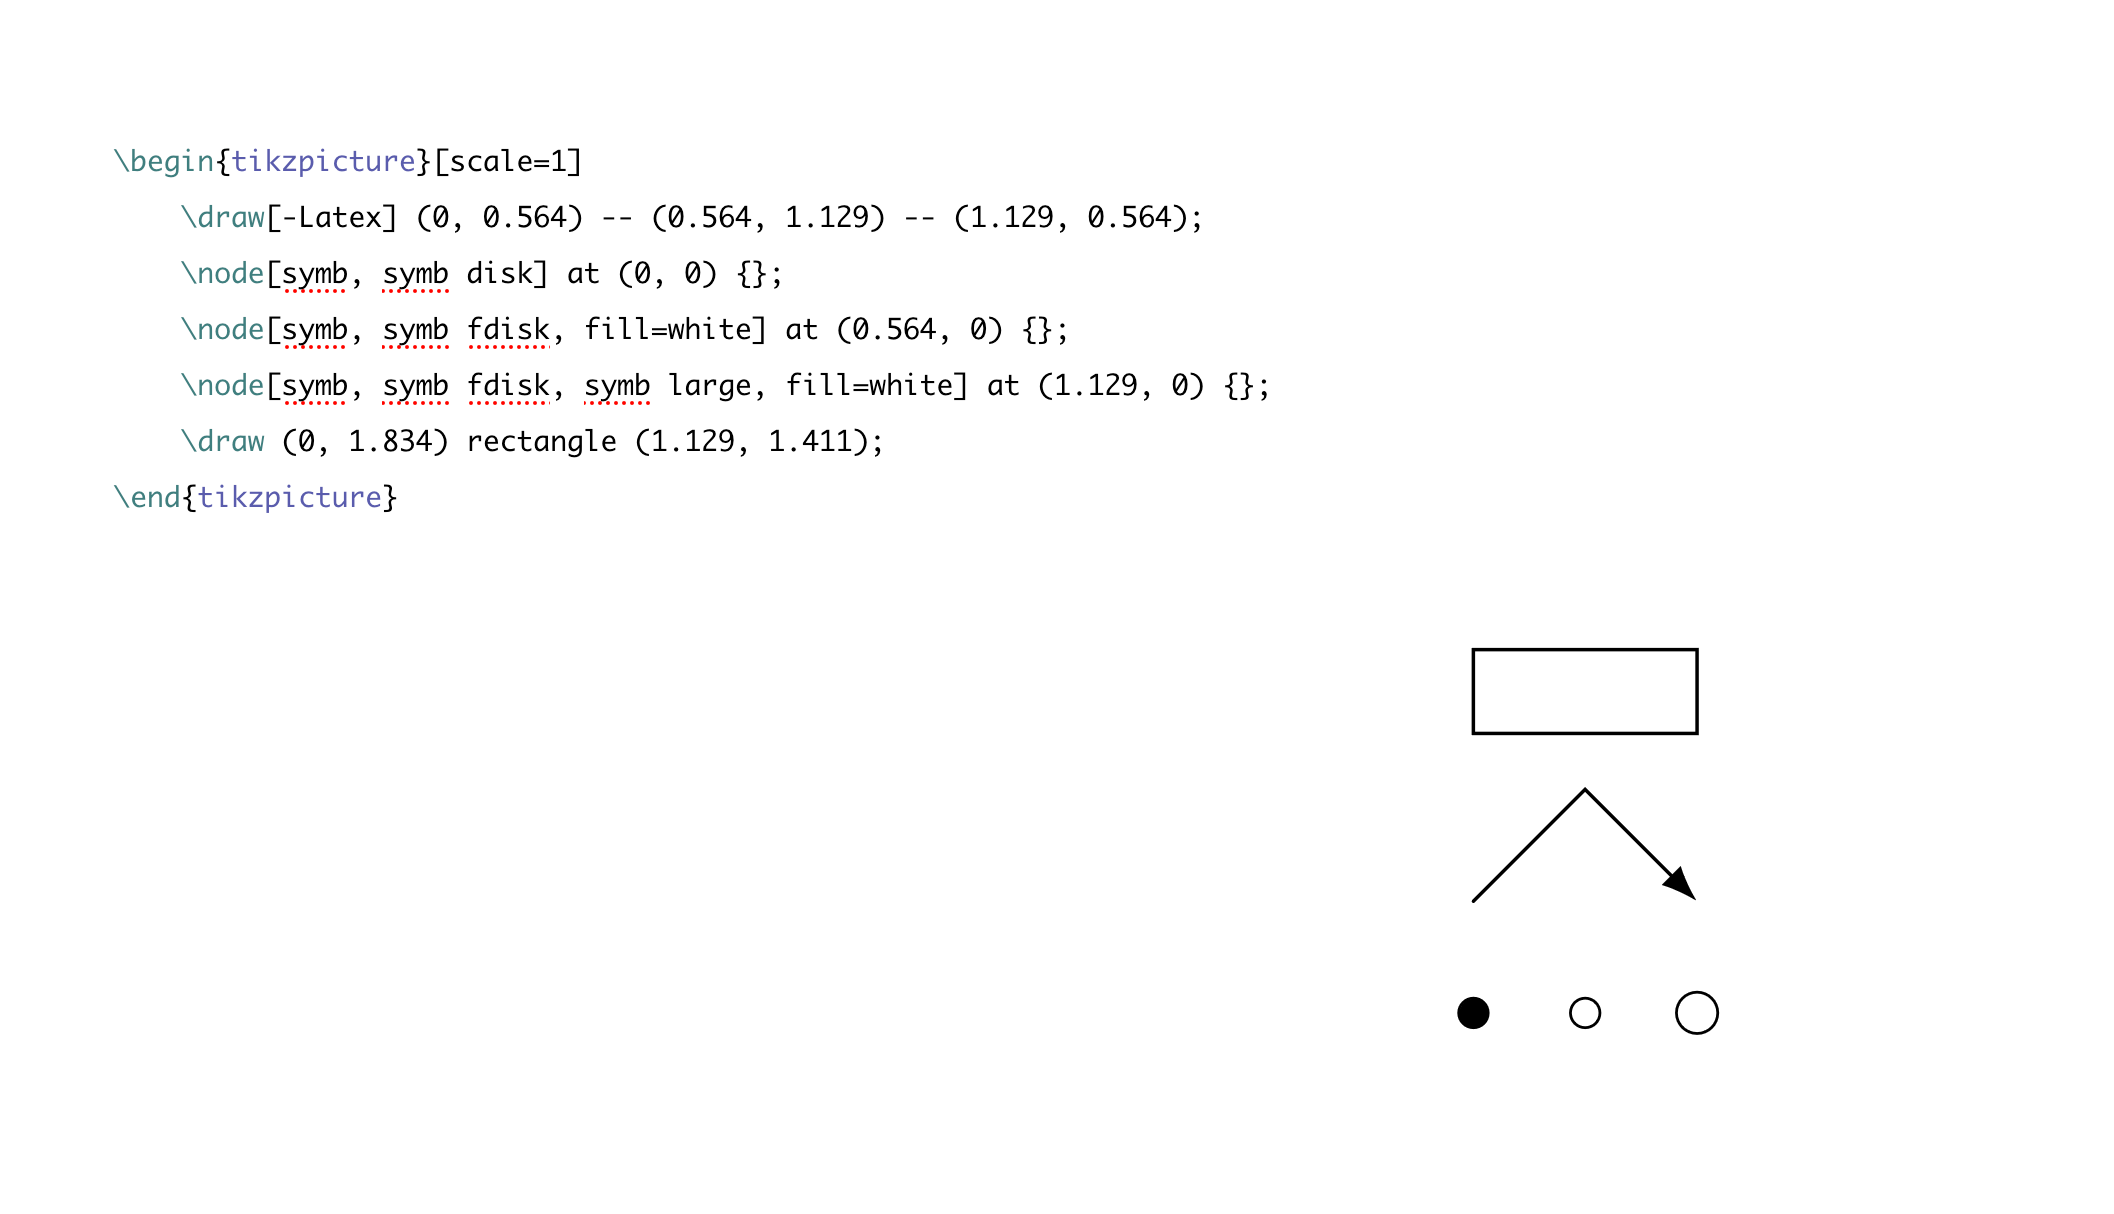 \begin{tikzpicture}[scale=1]
\draw[-Latex] (0, 0.564) -- (0.564, 1.129) -- (1.129, 0.564);
\node[symb, symb disk] at (0, 0) {};
\node[symb, symb fdisk, fill=white] at (0.564, 0) {};
\node[symb, symb fdisk, symb large, fill=white] at (1.129, 0) {};
\draw (0, 1.834) rectangle (1.129, 1.411);
\end{tikzpicture}